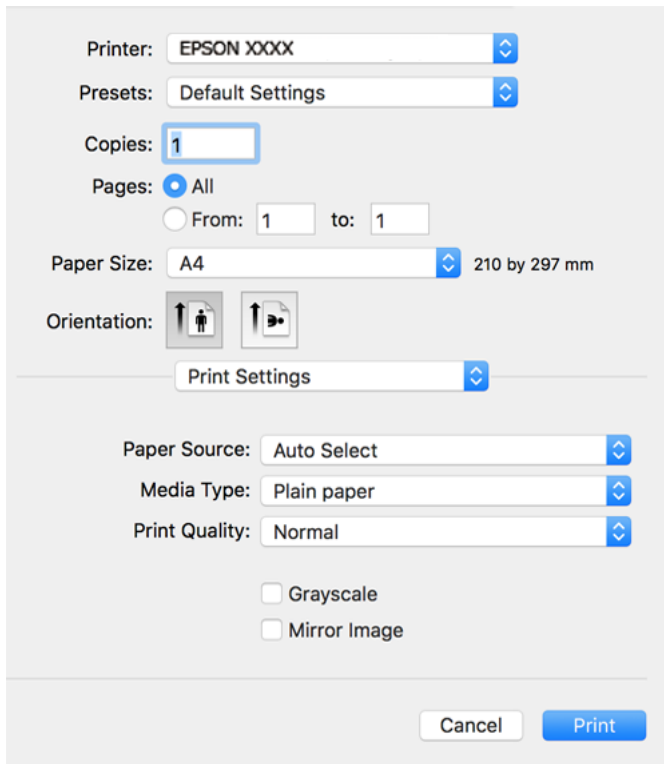 Printer: EPSON XXXX
Presets: Default Settings
Copies: 1
Pages: All
From: 1 to: 1
Paper Size: A4 210 by 297 mm
Orientation:
Print Settings
Paper Source: Auto Select
Media Type: Plain paper
Print Quality: Normal
Grayscale
Mirror Image
Cancel Print